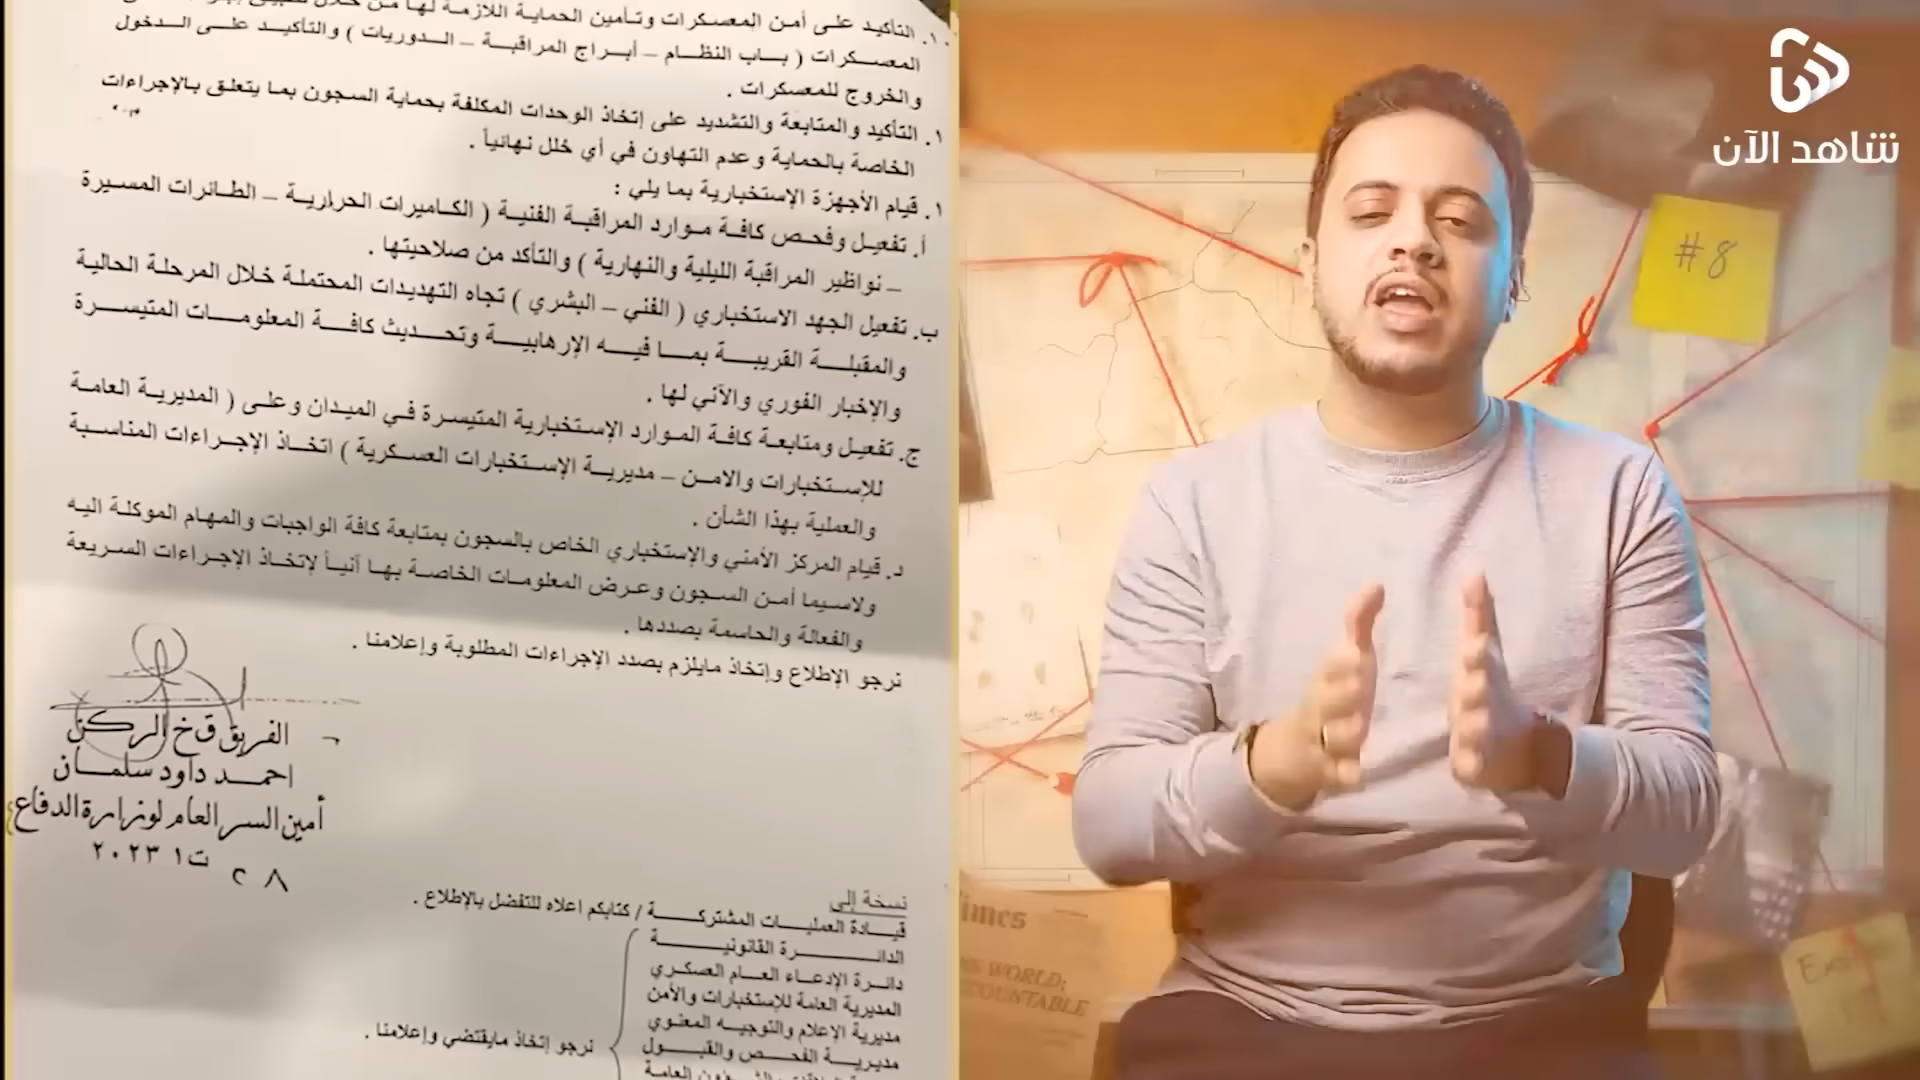 ١٠. التأكيد على أمن المعسكرات وتأمين الحماية اللازمة لها من خلال
المعسكرات ( باب النظام – أبراج المراقبة – الدوريات ) والتأكيد على الدخول
والخروج للمعسكرات .
١. التأكيد والمتابعة والتشديد على إتخاذ الوحدات المكلفة بحماية السجون بما يتعلق بالإجراءات
الخاصة بالحماية وعدم التهاون في أي خلل نهائياً .
١. قيام الأجهزة الإستخبارية بما يلي :
أ. تفعيل وفحص كافة موارد المراقبة الفنية ( الكاميرات الحرارية – الطائرات المسيرة
– نواظير المراقبة الليلية والنهارية ) والتأكد من صلاحيتها .
ب. تفعيل الجهد الاستخباري ( الفني – البشري ) تجاه التهديدات المحتملة خلال المرحلة الحالية
والمقبلة القريبة بما فيه الإرهابية وتحديث كافة المعلومات المتيسرة
والإخبار الفوري والآني لها .
ج. تفعيل ومتابعة كافة الموارد الإستخبارية المتيسرة في الميدان وعلى ( المديرية العامة
للإستخبارات والامن – مديرية الإستخبارات العسكرية ) اتخاذ الإجراءات المناسبة
والعملية بهذا الشأن .
د. قيام المركز الأمني والإستخباري الخاص بالسجون بمتابعة كافة الواجبات والمهام الموكلة اليه
ولاسيما أمن السجون وعرض المعلومات الخاصة بها آنياً لإتخاذ الإجراءات السريعة
والفعالة والحاسمة بصددها .
نرجو الإطلاع وإتخاذ مايلزم بصدد الإجراءات المطلوبة وإعلامنا .
الفريق ق.خ الركن
احمد داود سلمان
أمين السر العام لوزارة الدفاع
٢٨ ت١ ٢٠٢٣
نسخة إلى
قيادة العمليات المشتركة / كتابكم اعلاه للتفضل بالإطلاع .
الدائرة القانونية
دائرة الإدعاء العام العسكري
المديرية العامة للإستخبارات والأمن
مديرية الإعلام والتوجيه المعنوي
مديرية الفحص والقبول
نرجو إتخاذ مايقتضي وإعلامنا .
شاهد الآن
#8
imes
WORLD;
COUNTABLE